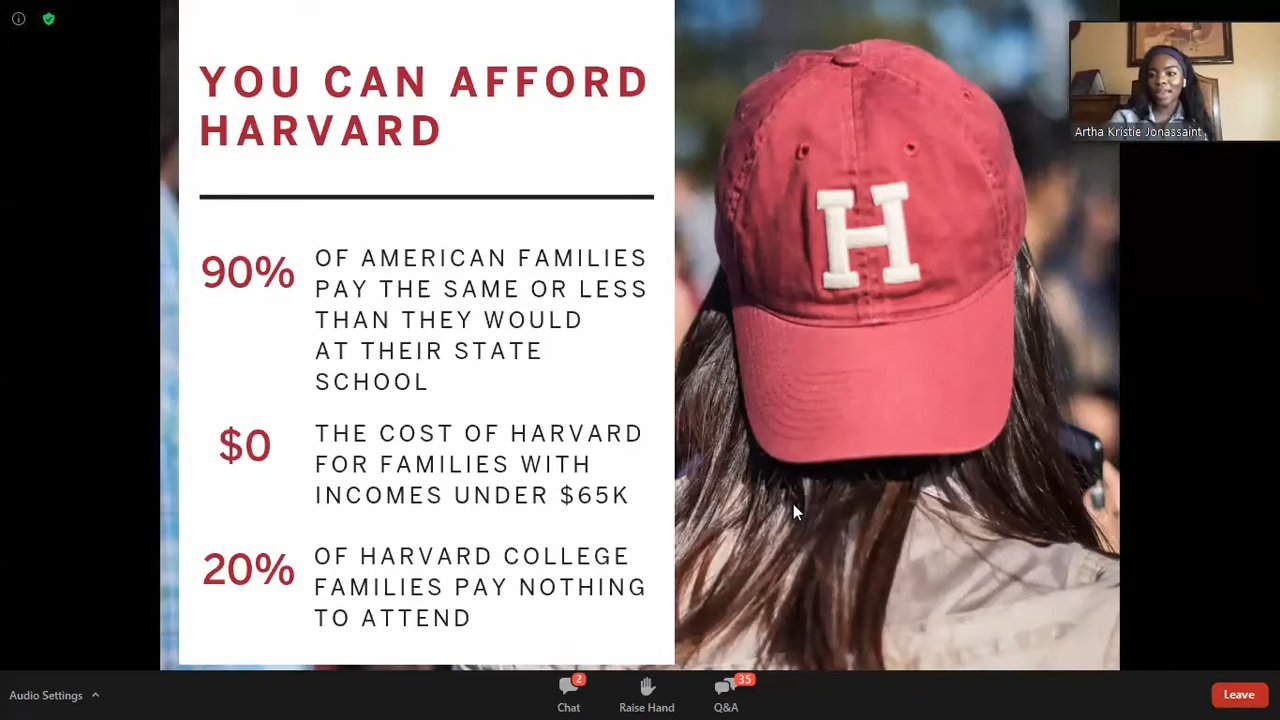 YOU CAN AFFORD
HARVARD
90%
OF AMERICAN FAMILIES
PAY THE SAME OR LESS
THAN THEY WOULD
AT THEIR STATE
SCHOOL
$0
THE COST OF HARVARD
FOR FAMILIES WITH
INCOMES UNDER $65K
20%
OF HARVARD COLLEGE
FAMILIES PAY NOTHING
TO ATTEND
H
Artha Kristie Jonassaint
Audio Settings
2
Chat
Raise Hand
35
Q&A
Leave